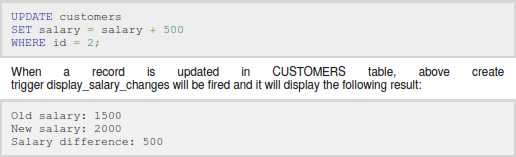 UPDATE customers
SET salary = salary + 500
WHERE id = 2;
When a record is updated in CUSTOMERS table, above create
trigger display_salary_changes will be fired and it will display the following result:
Old salary: 1500
New salary: 2000
Salary difference: 500